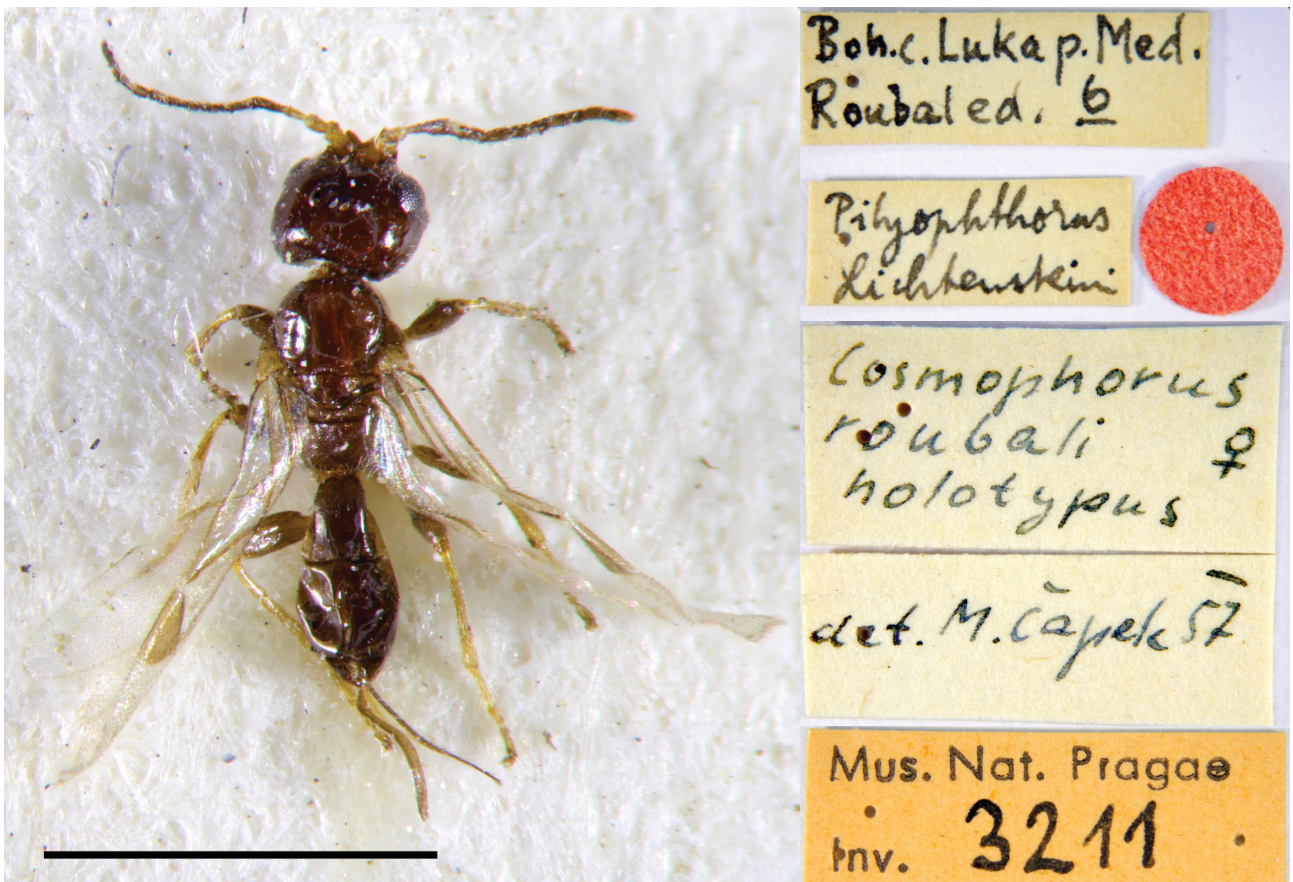 Boh. c. Luka p. Med.
Roubal ed. 6
Pityophthorus
Lichtensteini
Cosmophorus
roubali ♀
holotypus
det. M. Čapek 57
Mus. Nat. Pragae
Inv. 3211